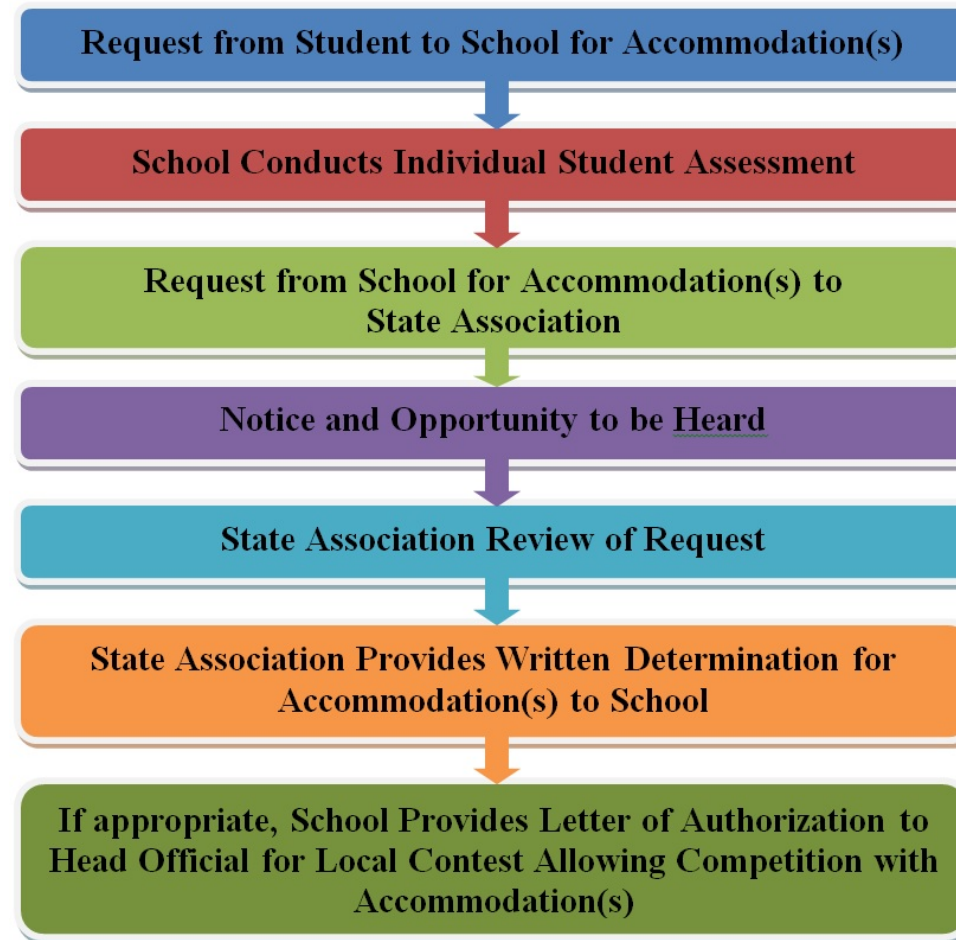 Request from Student to School for Accommodation(s)
School Conducts Individual Student Assessment
Request from School for Accommodation(s) to
State Association
Notice and Opportunity to be Heard
State Association Review of Request
State Association Provides Written Determination for
Accommodation(s) to School
If appropriate, School Provides Letter of Authorization to
Head Official for Local Contest Allowing Competition with
Accommodation(s)